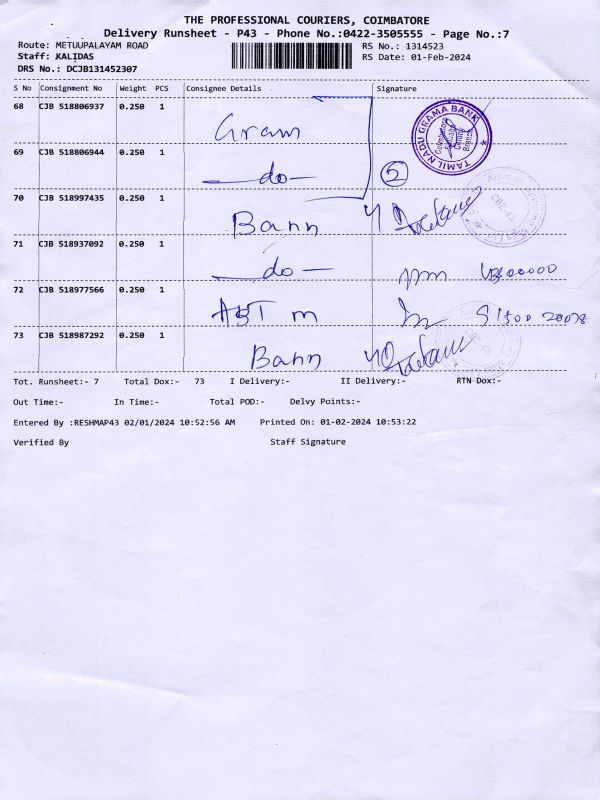 THE PROFESSIONAL COURIERS, COIMBATORE
Delivery Runsheet - P43 - Phone No.:0422-3505555 - Page No.:7
Route: METUUPALAYAM ROAD RS No.: 1314523
Staff: KALIDAS RS Date: 01-Feb-2024
DRS No.: DCJB131452307
S No Consignment No Weight PCS Consignee Details Signature
68 CJB 518806937 0.250 1
Gram
TAMIL NADU GRAMA BANK
69 CJB 518806944 0.250 1
do
5
70 CJB 518997435 0.250 1
Bann
71 CJB 518937092 0.250 1
do
72 CJB 518977566 0.250 1
ABT m
73 CJB 518987292 0.250 1
Bann
Tot. Runsheet:- 7 Total Dox:- 73 I Delivery:- II Delivery:- RTN Dox:-
Out Time:- In Time:- Total POD:- Delvy Points:-
Entered By :RESHMAP43 02/01/2024 10:52:56 AM Printed On: 01-02-2024 10:53:22
Verified By Staff Signature